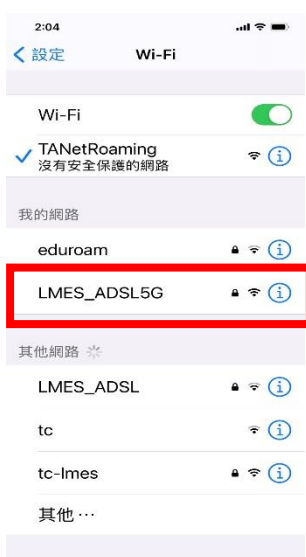 2:04
設定 Wi-Fi
Wi-Fi
TANetRoaming
沒有安全保護的網路
我的網路
eduroam
LMES_ADSL5G
其他網路
LMES_ADSL
tc
tc-lmes
其他…